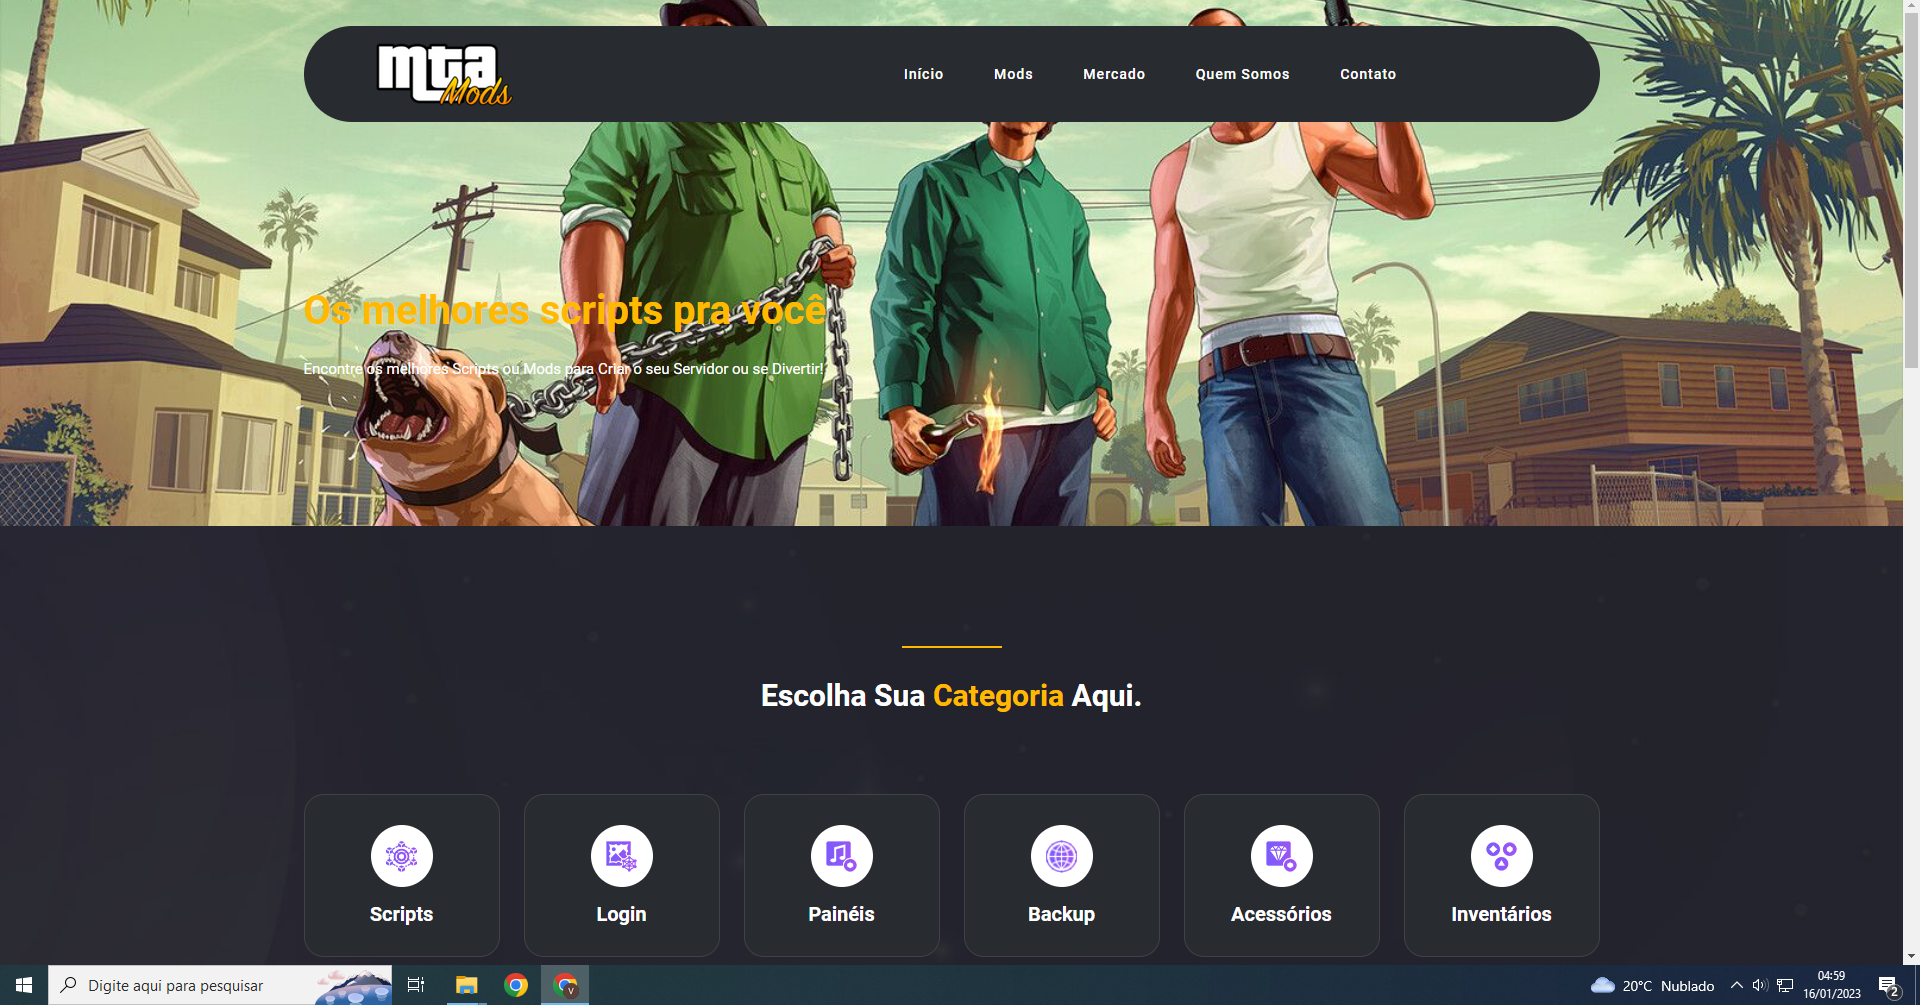 mta
Mods
Início Mods Mercado Quem Somos Contato
Os melhores scripts pra você
Encontre os melhores Scripts ou Mods para Criar o seu Servidor ou se Divertir!
Escolha Sua Categoria Aqui.
Scripts Login Painéis Backup Acessórios Inventários
Digite aqui para pesquisar
V
20°C Nublado
04:59
16/01/2023
2